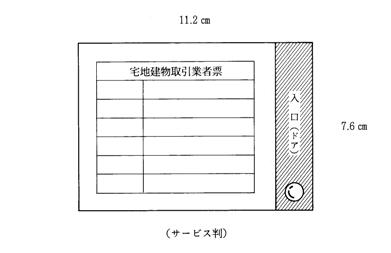 11.2 cm
宅地建物取引業者票
入口(ドア)
7.6 cm
(サービス判)